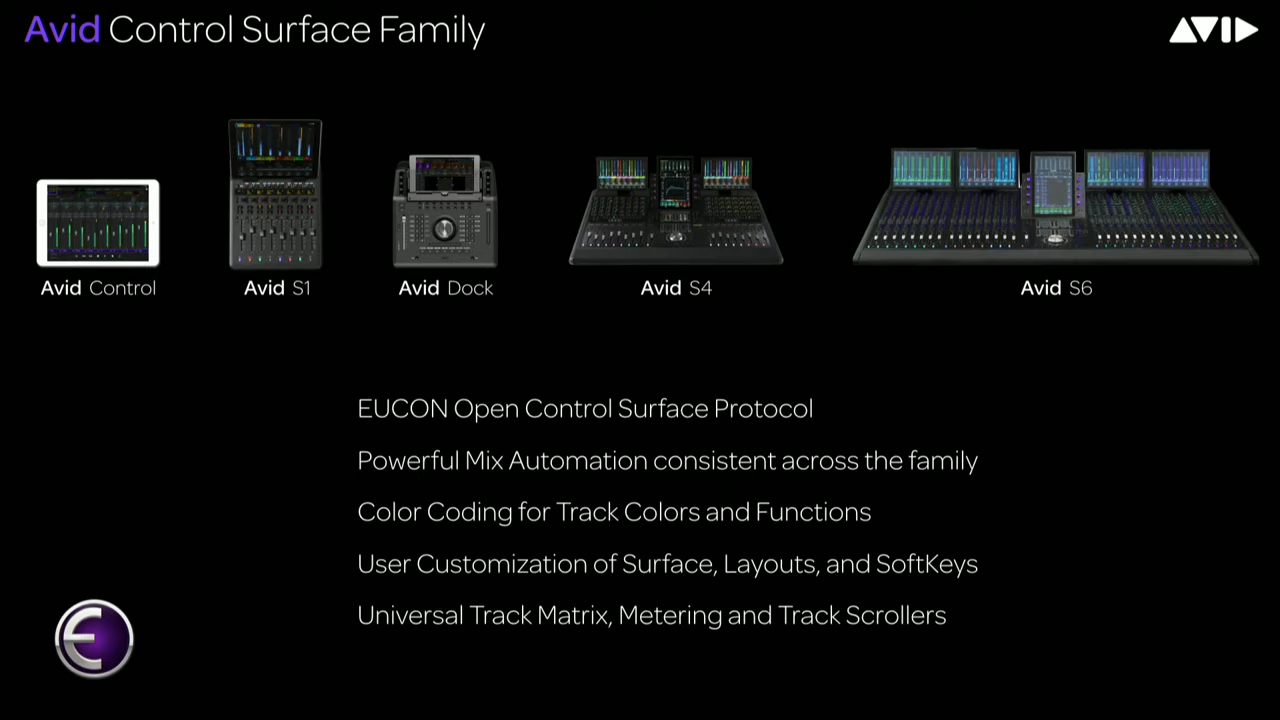 Avid Control Surface Family
AVID
Avid Control
Avid S1
Avid Dock
Avid S4
Avid S6
EUCON Open Control Surface Protocol
Powerful Mix Automation consistent across the family
Color Coding for Track Colors and Functions
User Customization of Surface, Layouts, and SoftKeys
Universal Track Matrix, Metering and Track Scrollers
E